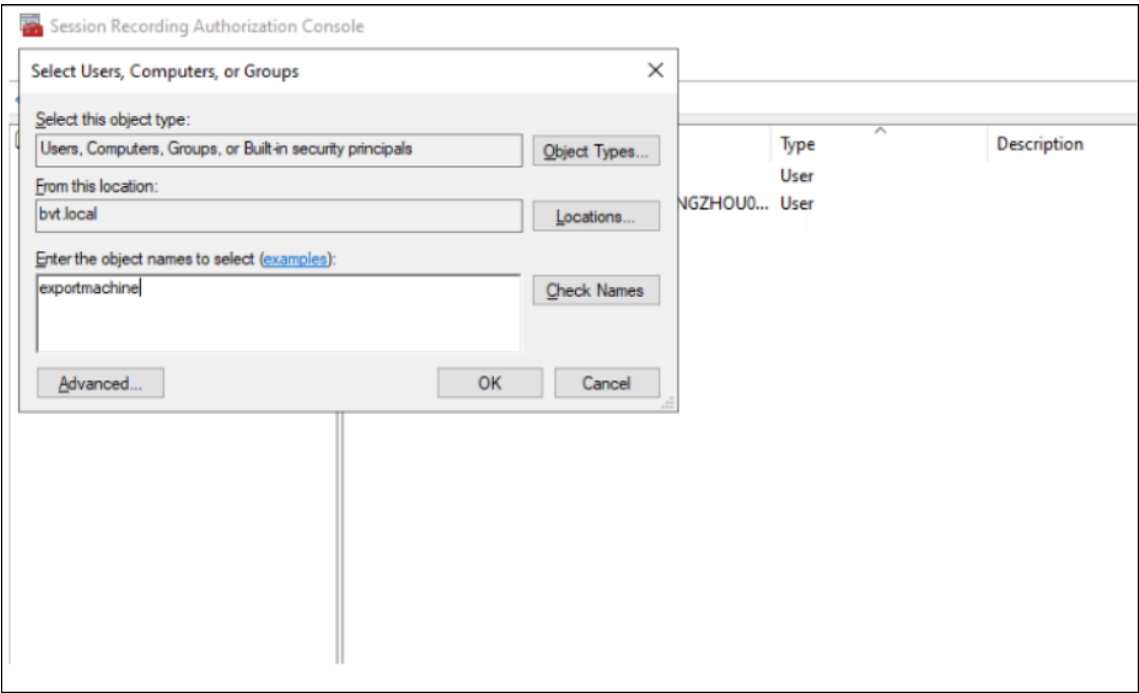 Session Recording Authorization Console
Select Users, Computers, or Groups
Select this object type:
Users, Computers, Groups, or Built-in security principals
Object Types...
From this location:
bvt.local
Locations...
Enter the object names to select (examples):
exportmachine
Check Names
Advanced...
OK
Cancel
Type
Description
User
NGZHOU0... User